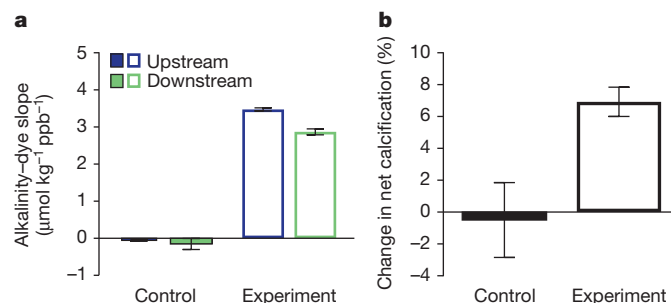 a
Alkalinity–dye slope
(μmol kg⁻¹ ppb⁻¹)
5
4
3
2
1
0
−1
Upstream
Downstream
Control
Experiment
b
Change in net calcification (%)
10
8
6
4
2
0
−2
−4
Control
Experiment